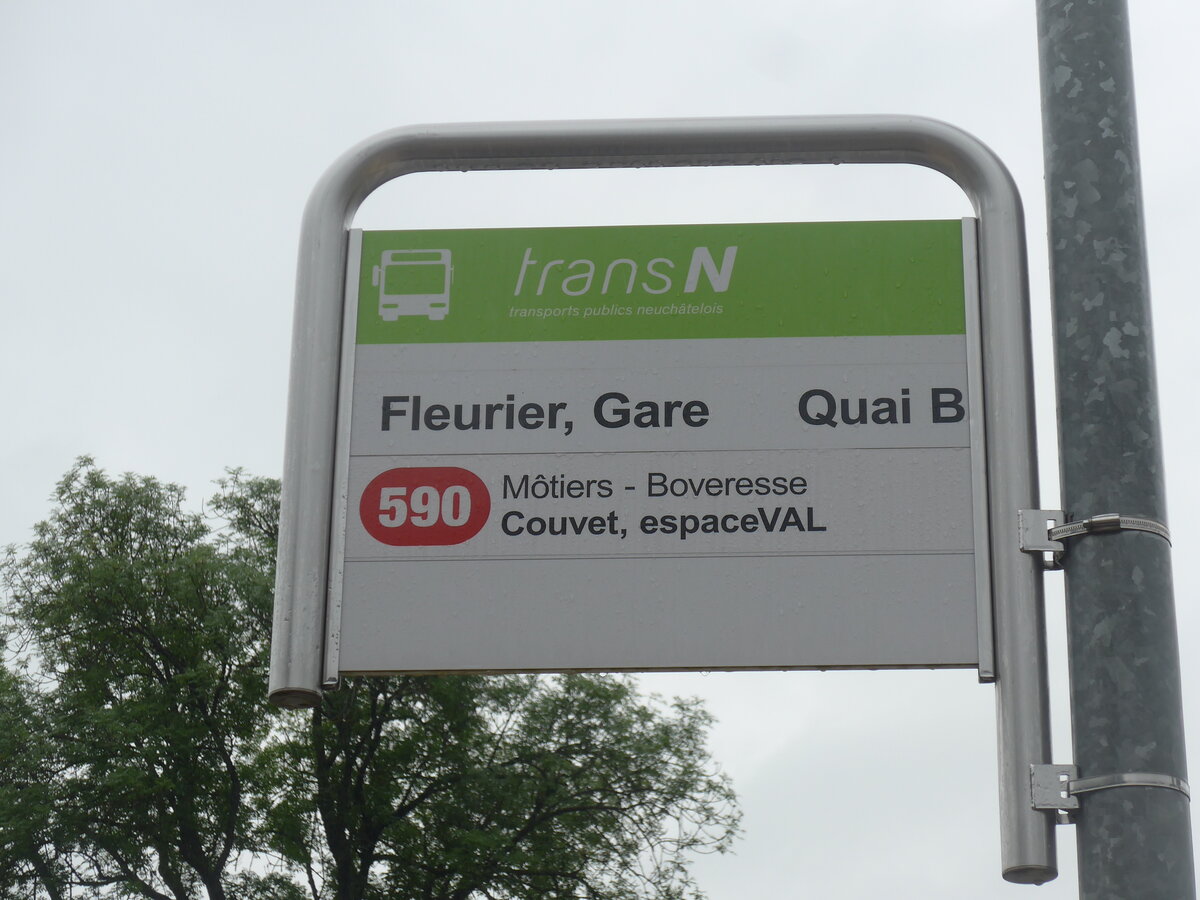 transN
transports publics neuchâtelois
Fleurier, Gare Quai B
590 Môtiers - Boveresse
Couvet, espaceVAL